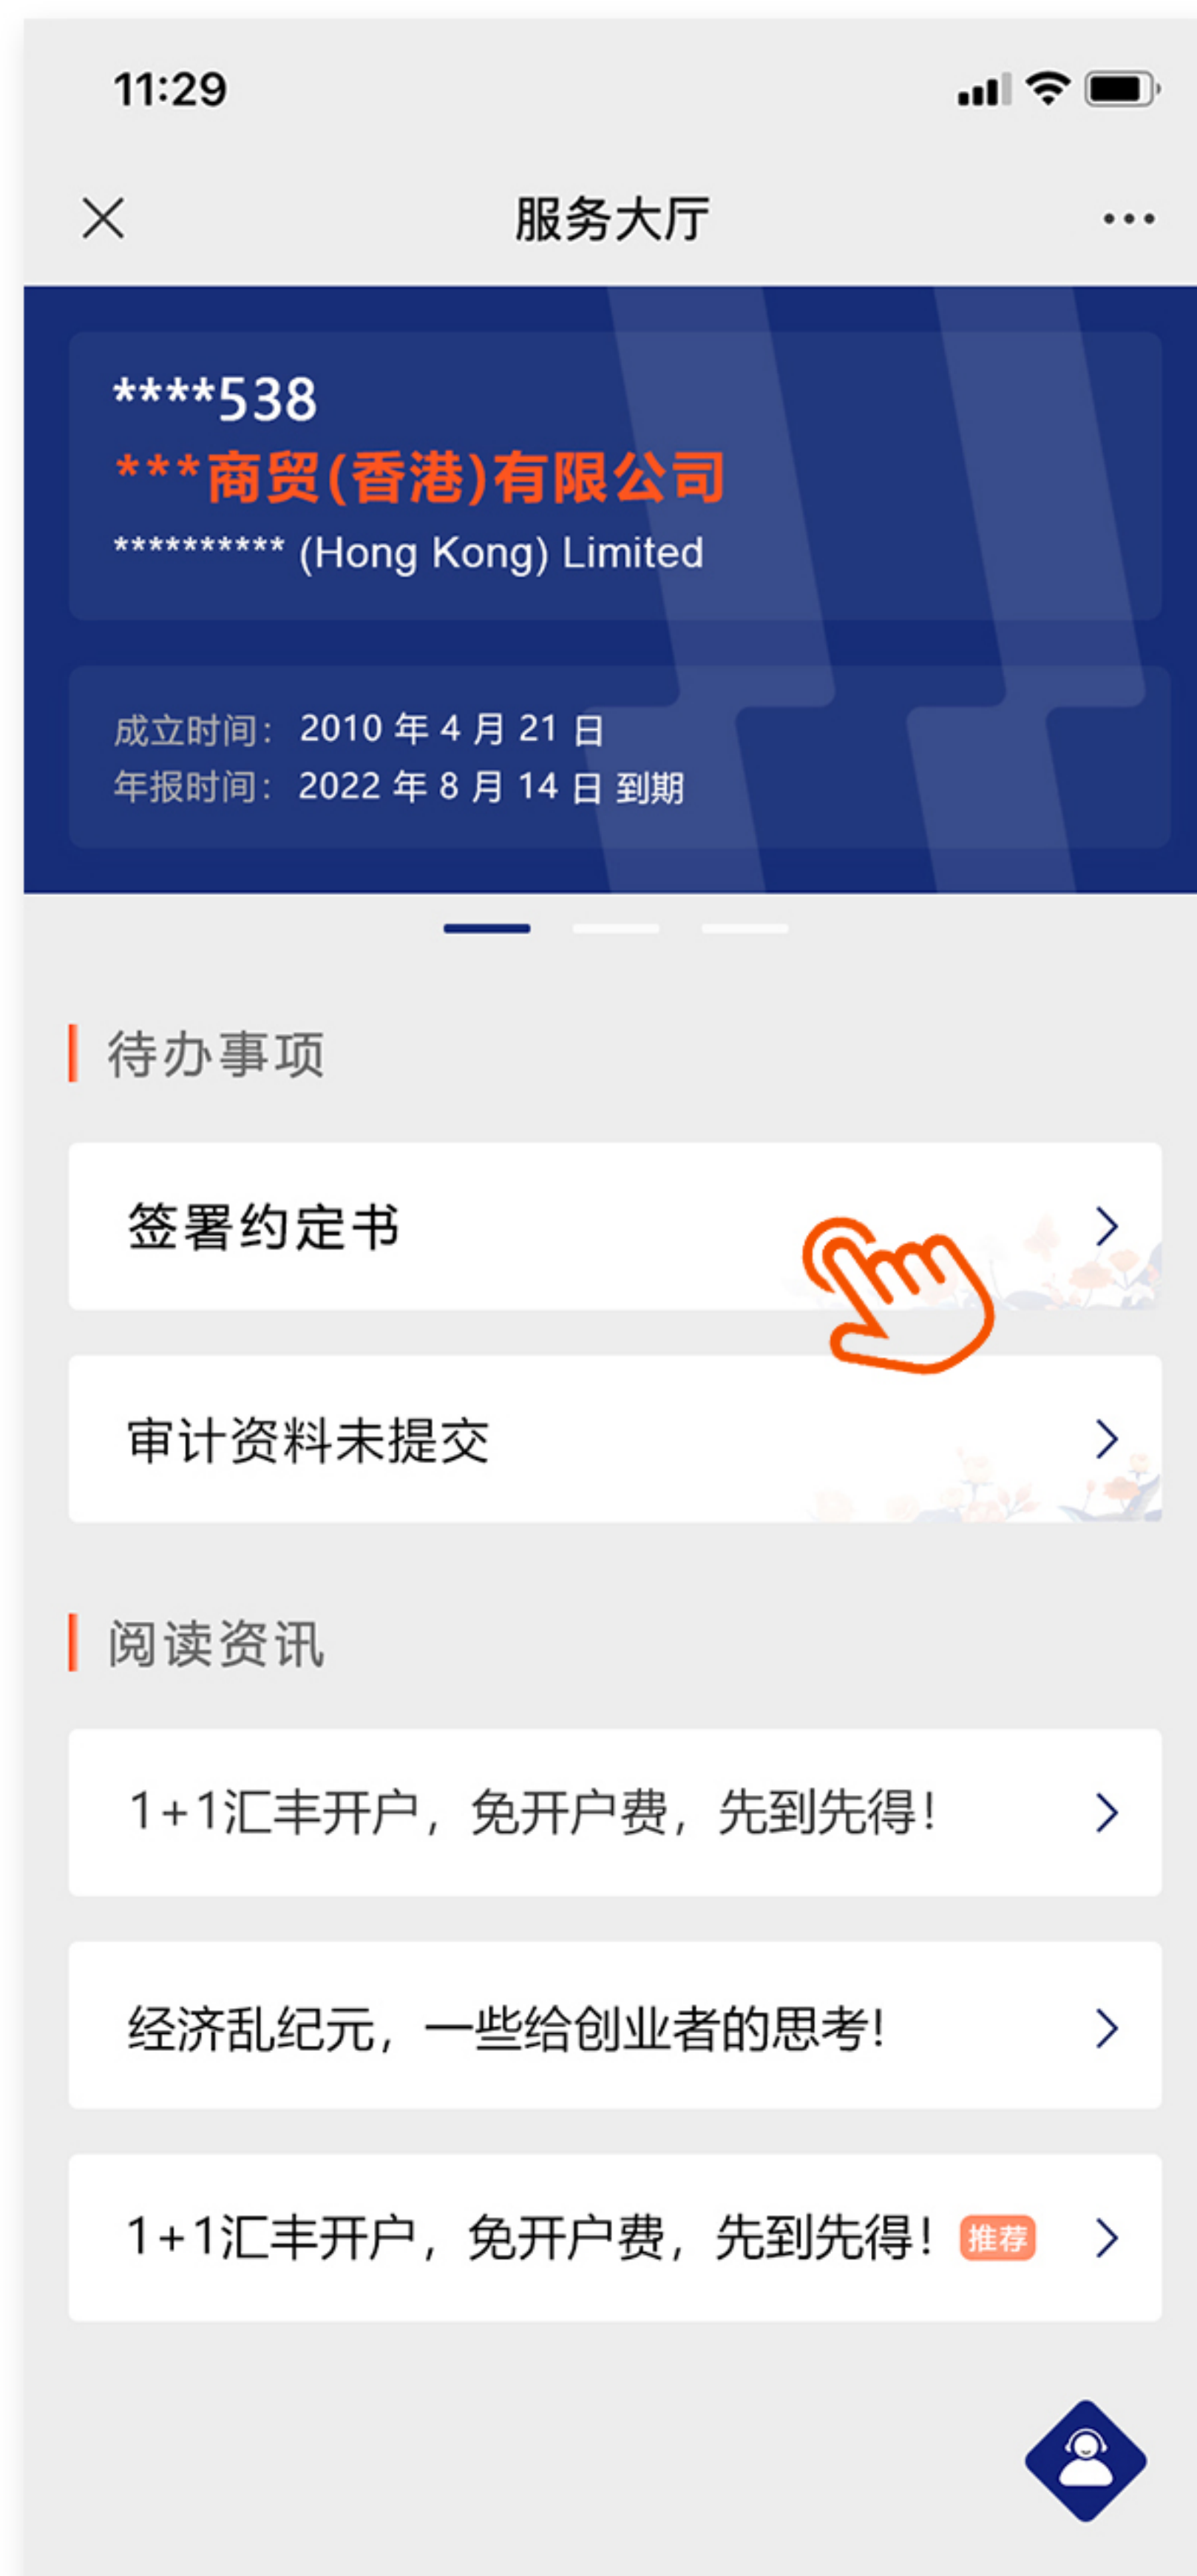 11:29
服务大厅
****538
***商贸(香港)有限公司
********** (Hong Kong) Limited
成立时间： 2010 年 4 月 21 日
年报时间： 2022 年 8 月 14 日 到期
待办事项
签署约定书
审计资料未提交
阅读资讯
1+1汇丰开户，免开户费，先到先得！
经济乱纪元，一些给创业者的思考！
1+1汇丰开户，免开户费，先到先得！ 推荐